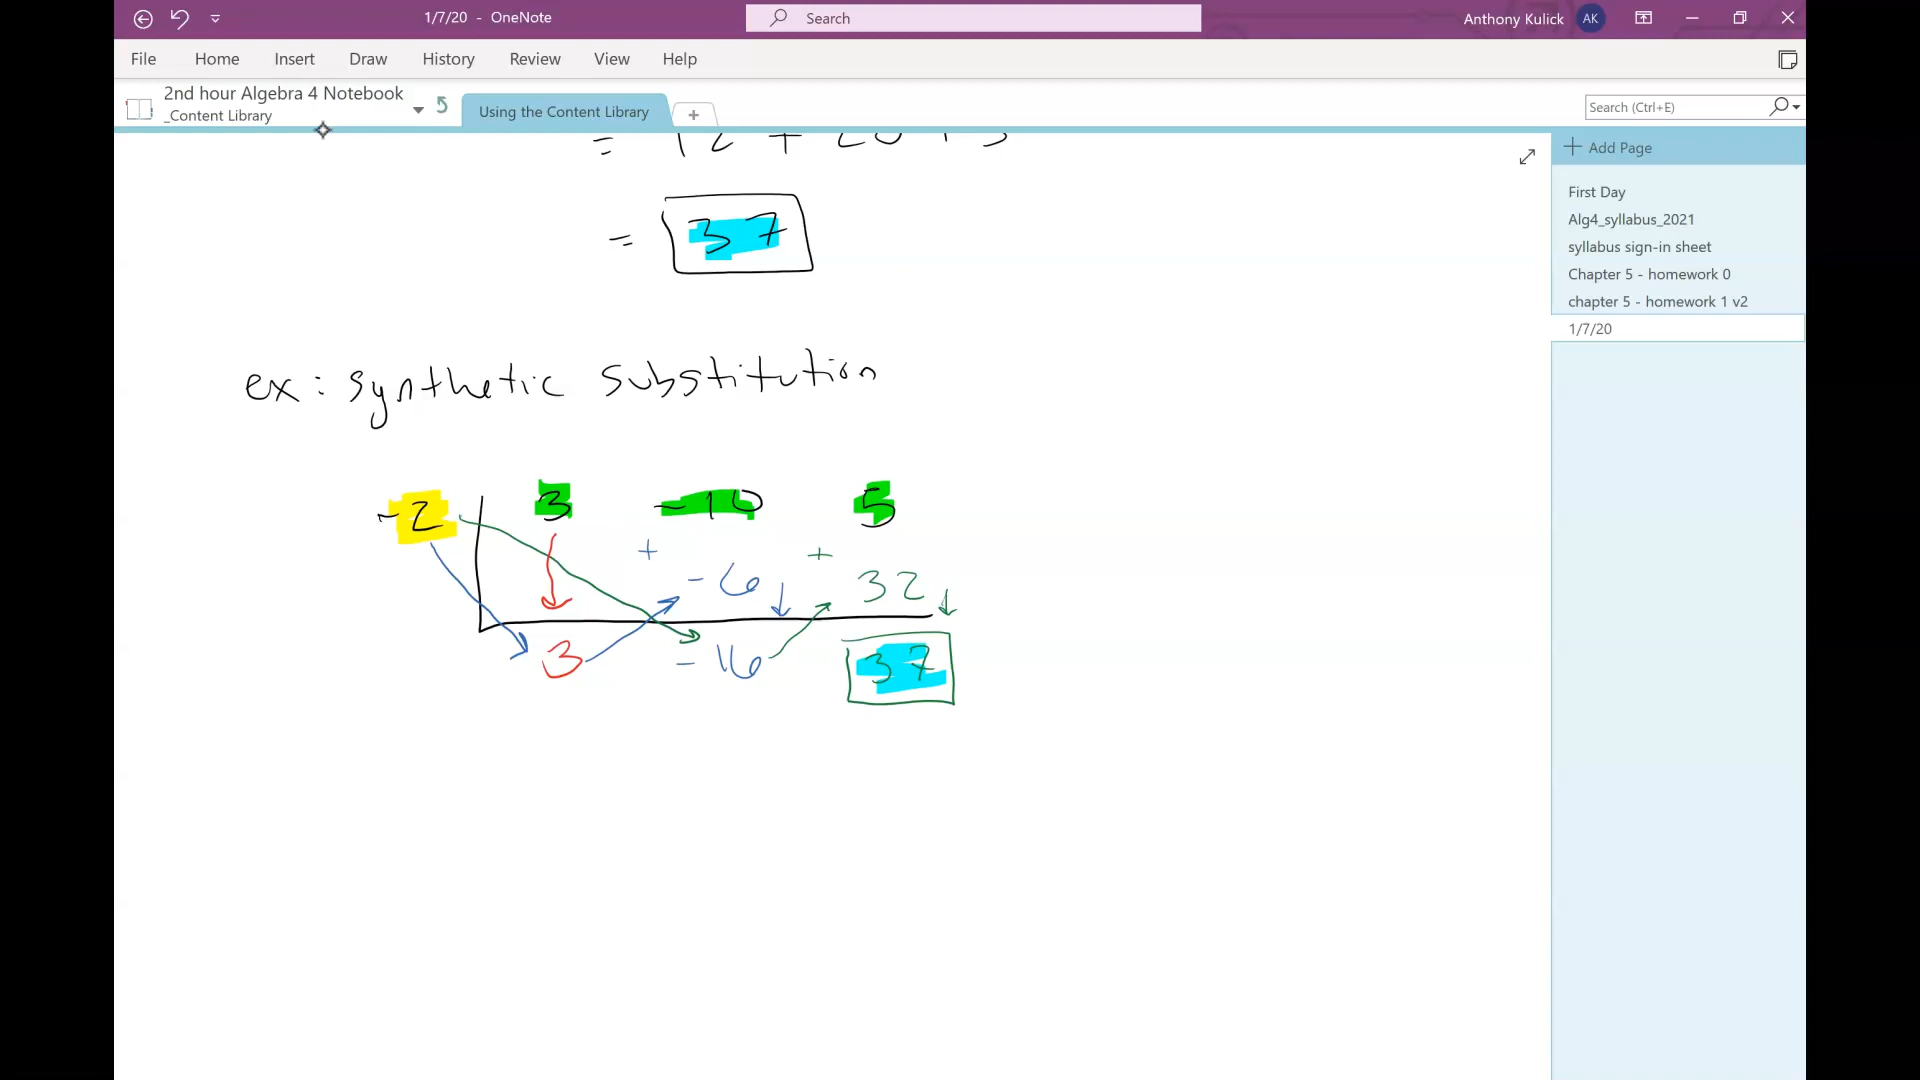 1/7/20 - OneNote
Search
Anthony Kulick AK
File Home Insert Draw History Review View Help
2nd hour Algebra 4 Notebook
_Content Library
Using the Content Library
+
Search (Ctrl+E)
Add Page
First Day
Alg4_syllabus_2021
syllabus sign-in sheet
Chapter 5 - homework 0
chapter 5 - homework 1 v2
1/7/20
= 12 + 20 + 5
= 37
ex: synthetic substitution
-2 3 -10 5
+ -6 + 32
3 -16 37